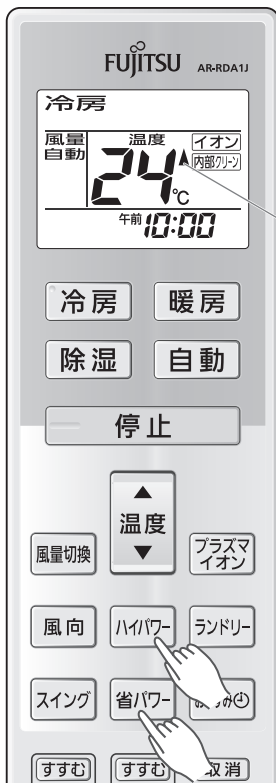 FUJITSU AR-RDA1J
冷房
風量 温度 イオン
自動 24℃ 内部クリーン
午前10:00
冷房 暖房
除湿 自動
停止
温度
風量切換 プラズマ
イオン
風向 ハイパワー ランドリー
スイング 省パワー
すすむ すすむ 取消